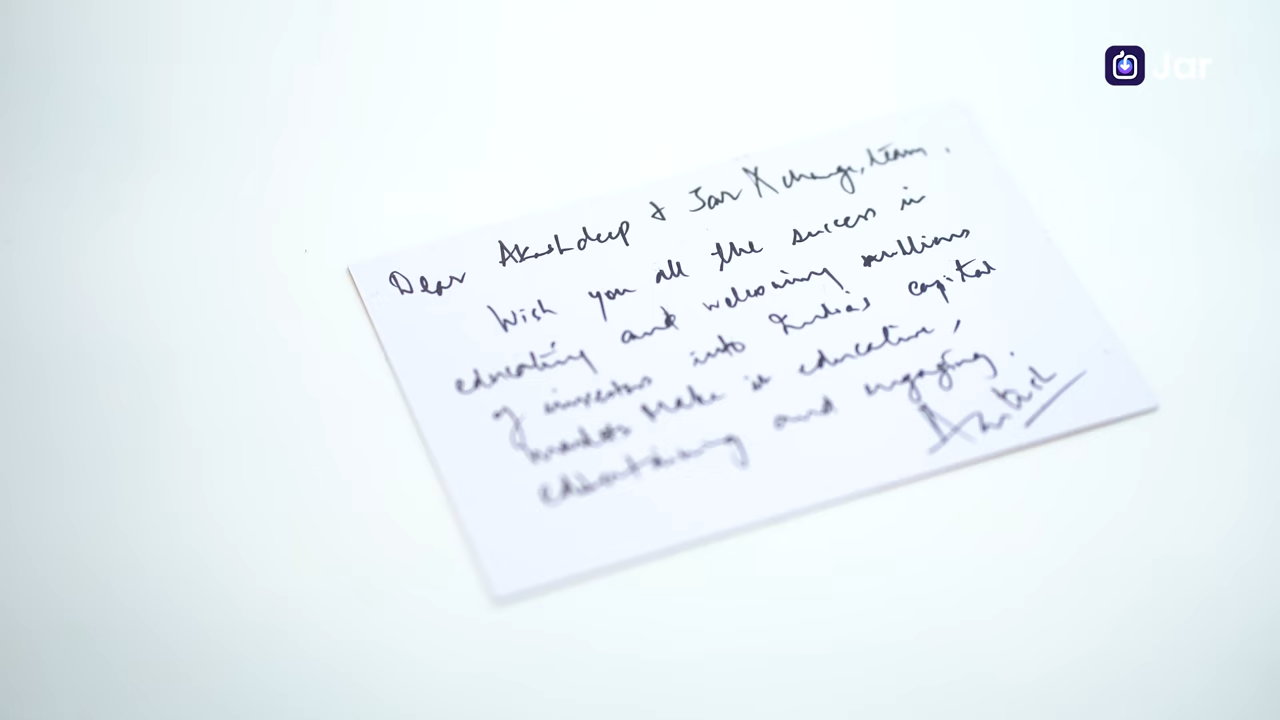 Jar
Dear Akashdeep & Jar Xchange, team.
Wish you all the success in
educating and welcoming millions
of investors into India's capital
markets make it educative,
entertaining and engaging.